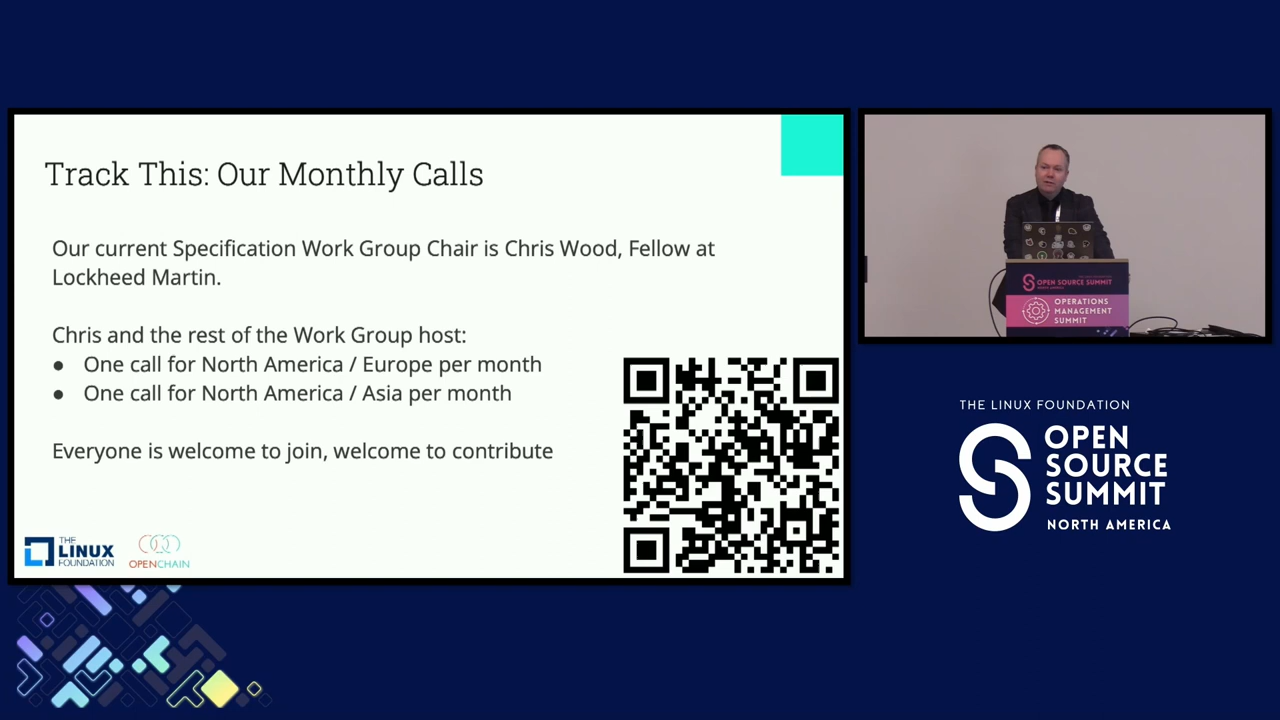 Track This: Our Monthly Calls
Our current Specification Work Group Chair is Chris Wood, Fellow at
Lockheed Martin.
Chris and the rest of the Work Group host:
● One call for North America / Europe per month
● One call for North America / Asia per month
Everyone is welcome to join, welcome to contribute
THE
LINUX
FOUNDATION
OPENCHAIN
OPEN SOURCE SUMMIT
NORTH AMERICA
OPERATIONS
MANAGEMENT
SUMMIT
THE LINUX FOUNDATION
OPEN
SOURCE
SUMMIT
NORTH AMERICA